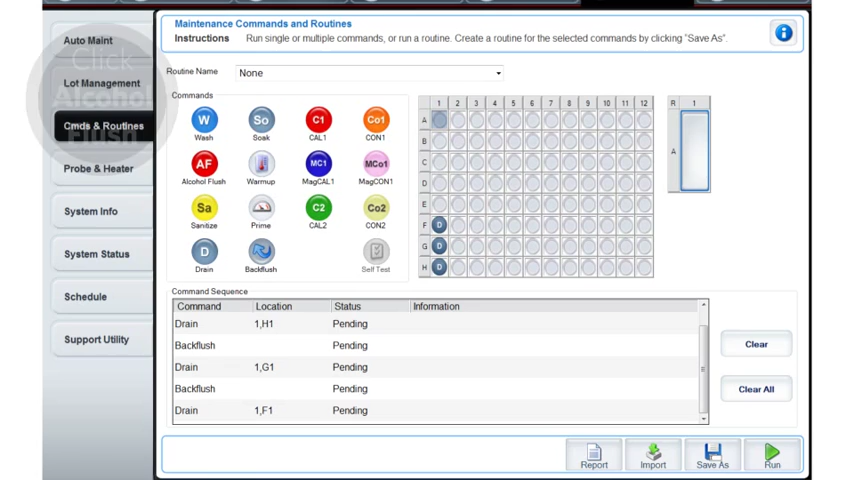 Maintenance Commands and Routines
Instructions Run single or multiple commands, or run a routine. Create a routine for the selected commands by clicking "Save As".
Auto Maint
Lot Management
Cmds & Routines
Probe & Heater
System Info
System Status
Schedule
Support Utility
Click
Alcohol
Flush
Routine Name None
Commands
W So C1 Co1
Wash Soak CAL1 CON1
AF MC1 MCo1
Alcohol Flush Warmup MagCAL1 MagCON1
Sa C2 Co2
Sanitize Prime CAL2 CON2
D
Drain Backflush Self Test
1 2 3 4 5 6 7 8 9 10 11 12
A
B
C
D
E
F D
G D
H D
R 1
A
Command Sequence
Command Location Status Information
Drain 1,H1 Pending
Backflush Pending
Drain 1,G1 Pending
Backflush Pending
Drain 1,F1 Pending
Clear
Clear All
Report Import Save As Run